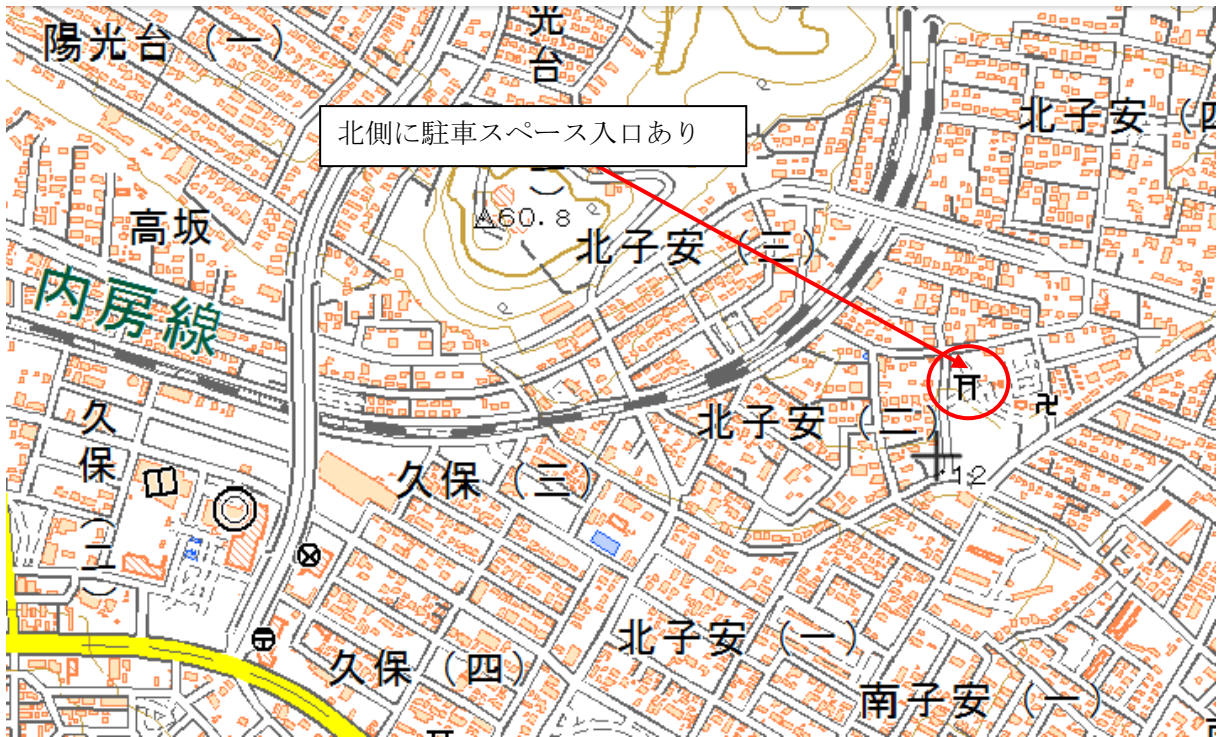 陽光台（一）
光台
北子安（四
北側に駐車スペース入口あり
高坂
60.8
北子安（三）
内房線
久保（二）
北子安（二）
12
久保（三）
北子安（一）
久保（四）
南子安（一）